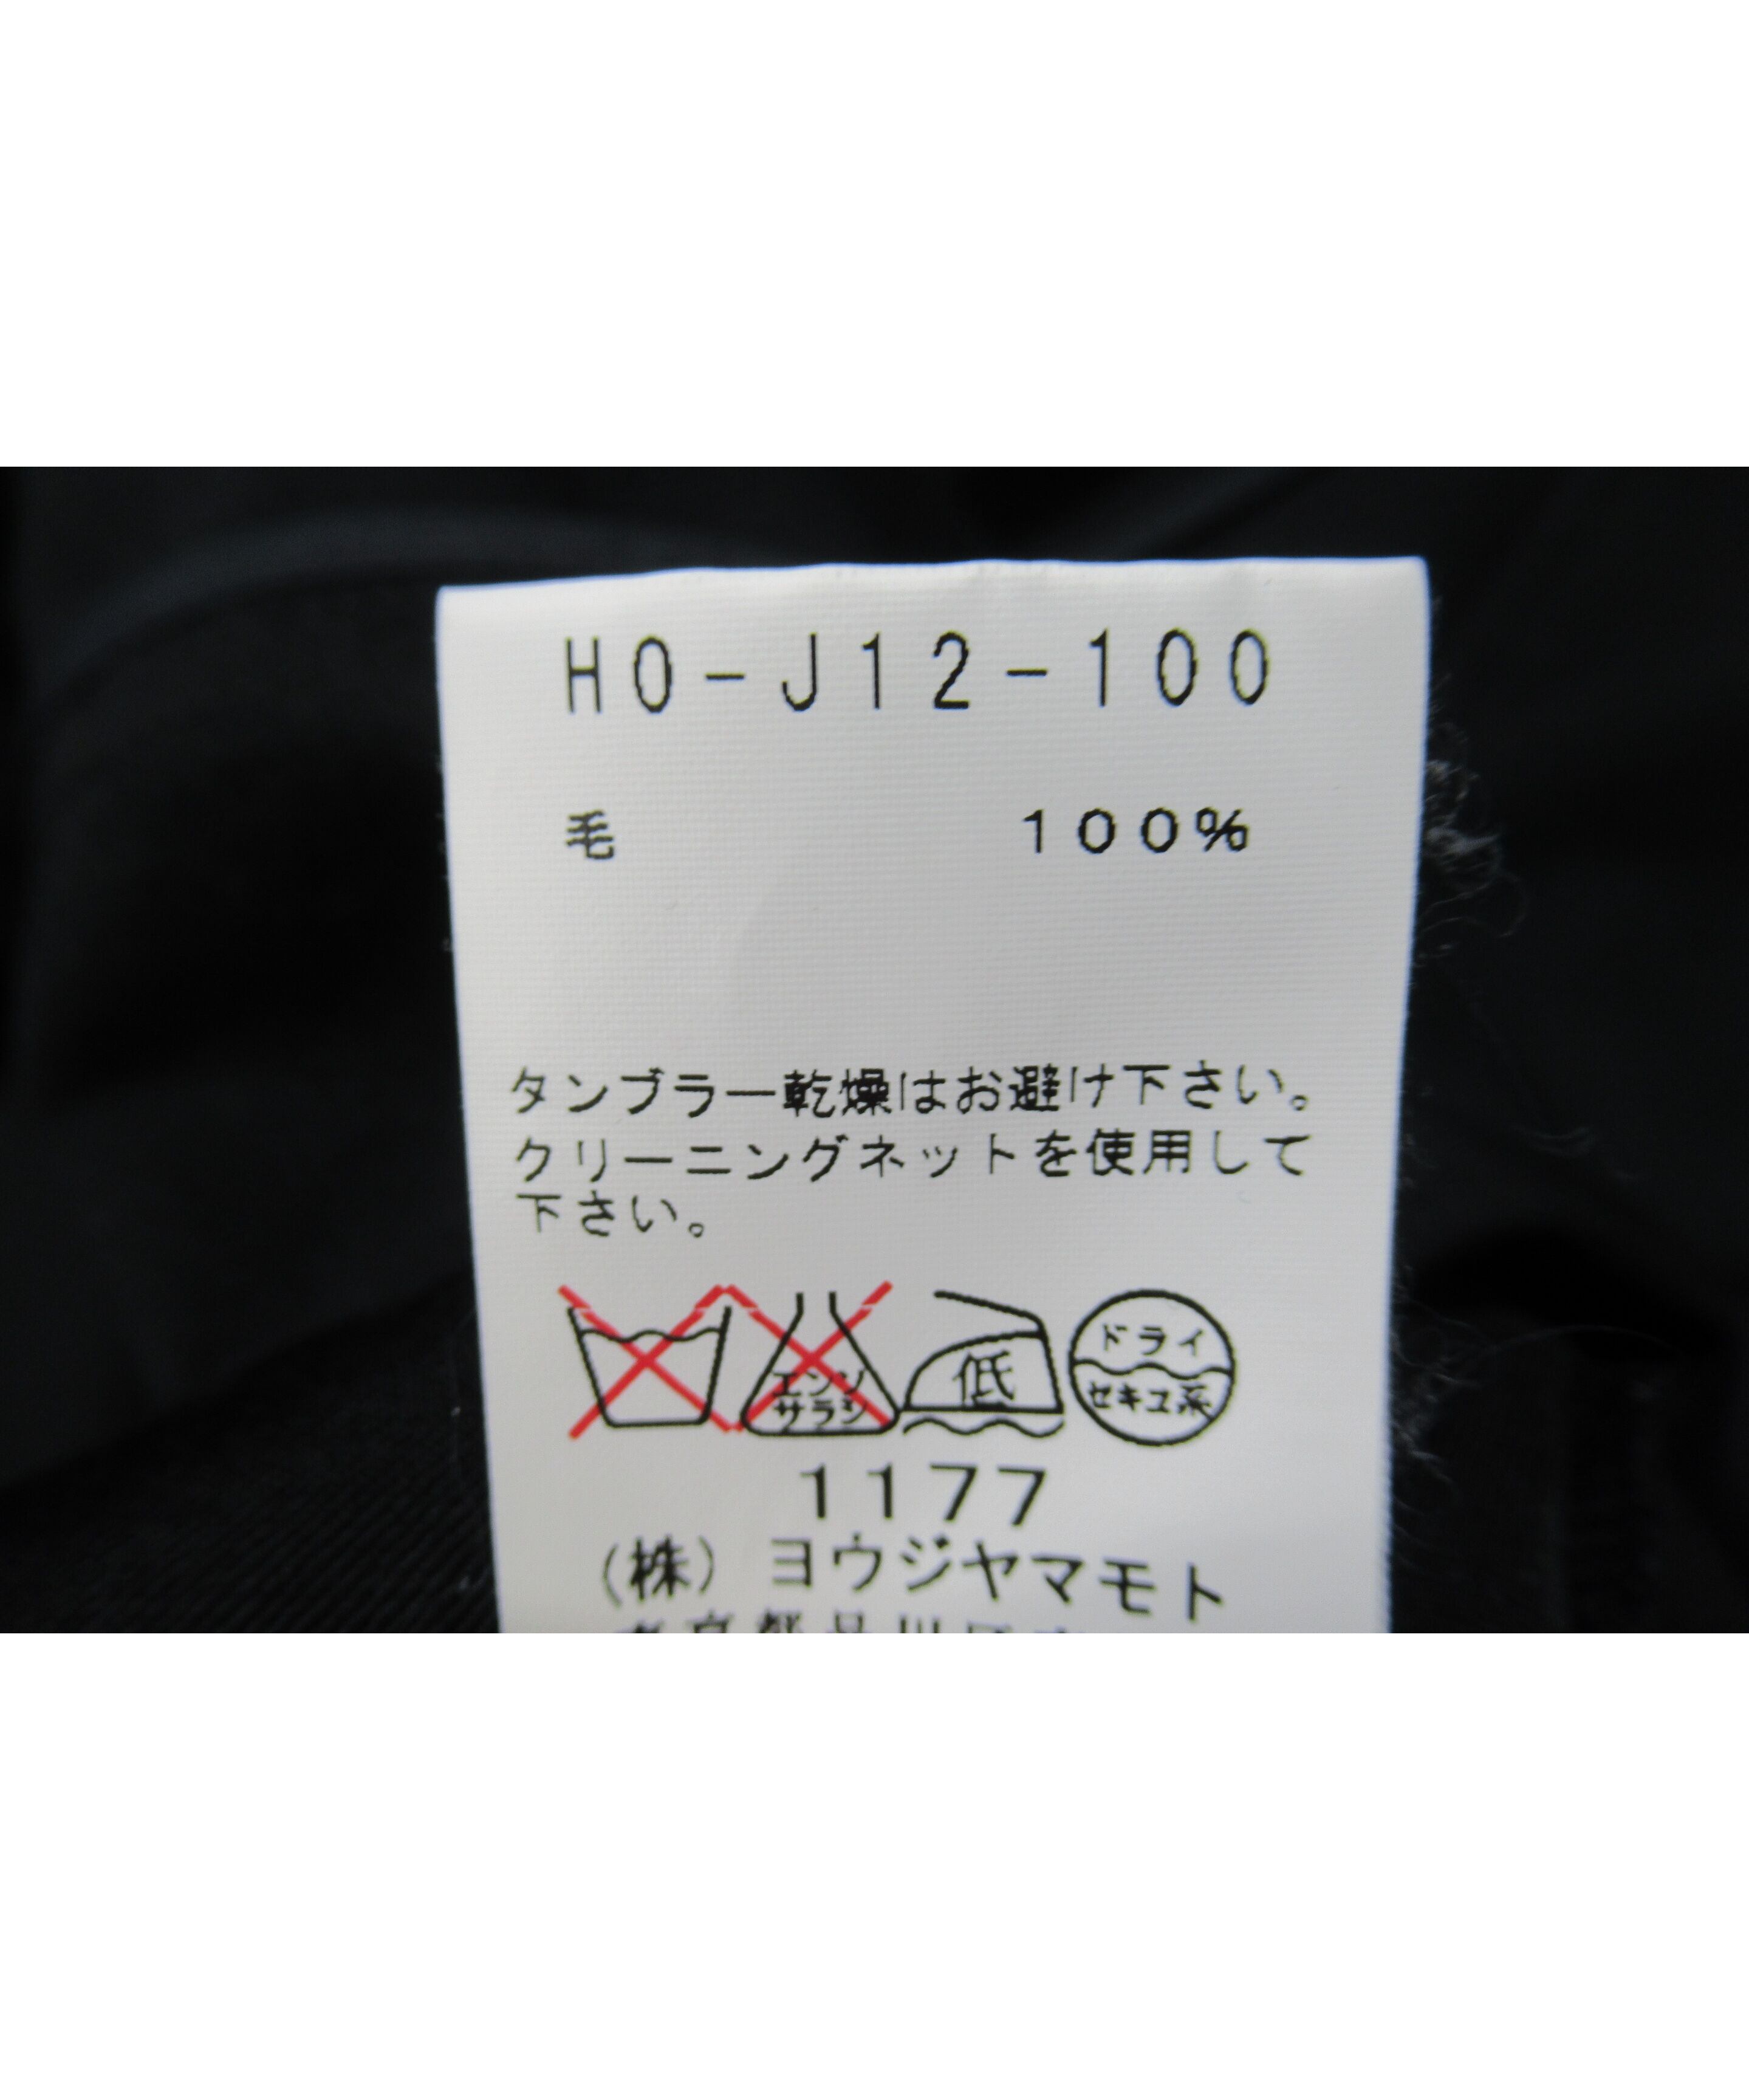 HO-J12-100
毛 100%
タンブラー乾燥はお避け下さい。
クリーニングネットを使用して
下さい。
エンソ
サラシ
低
ドライ
セキユ系
1177
(株)ヨウジヤマモト